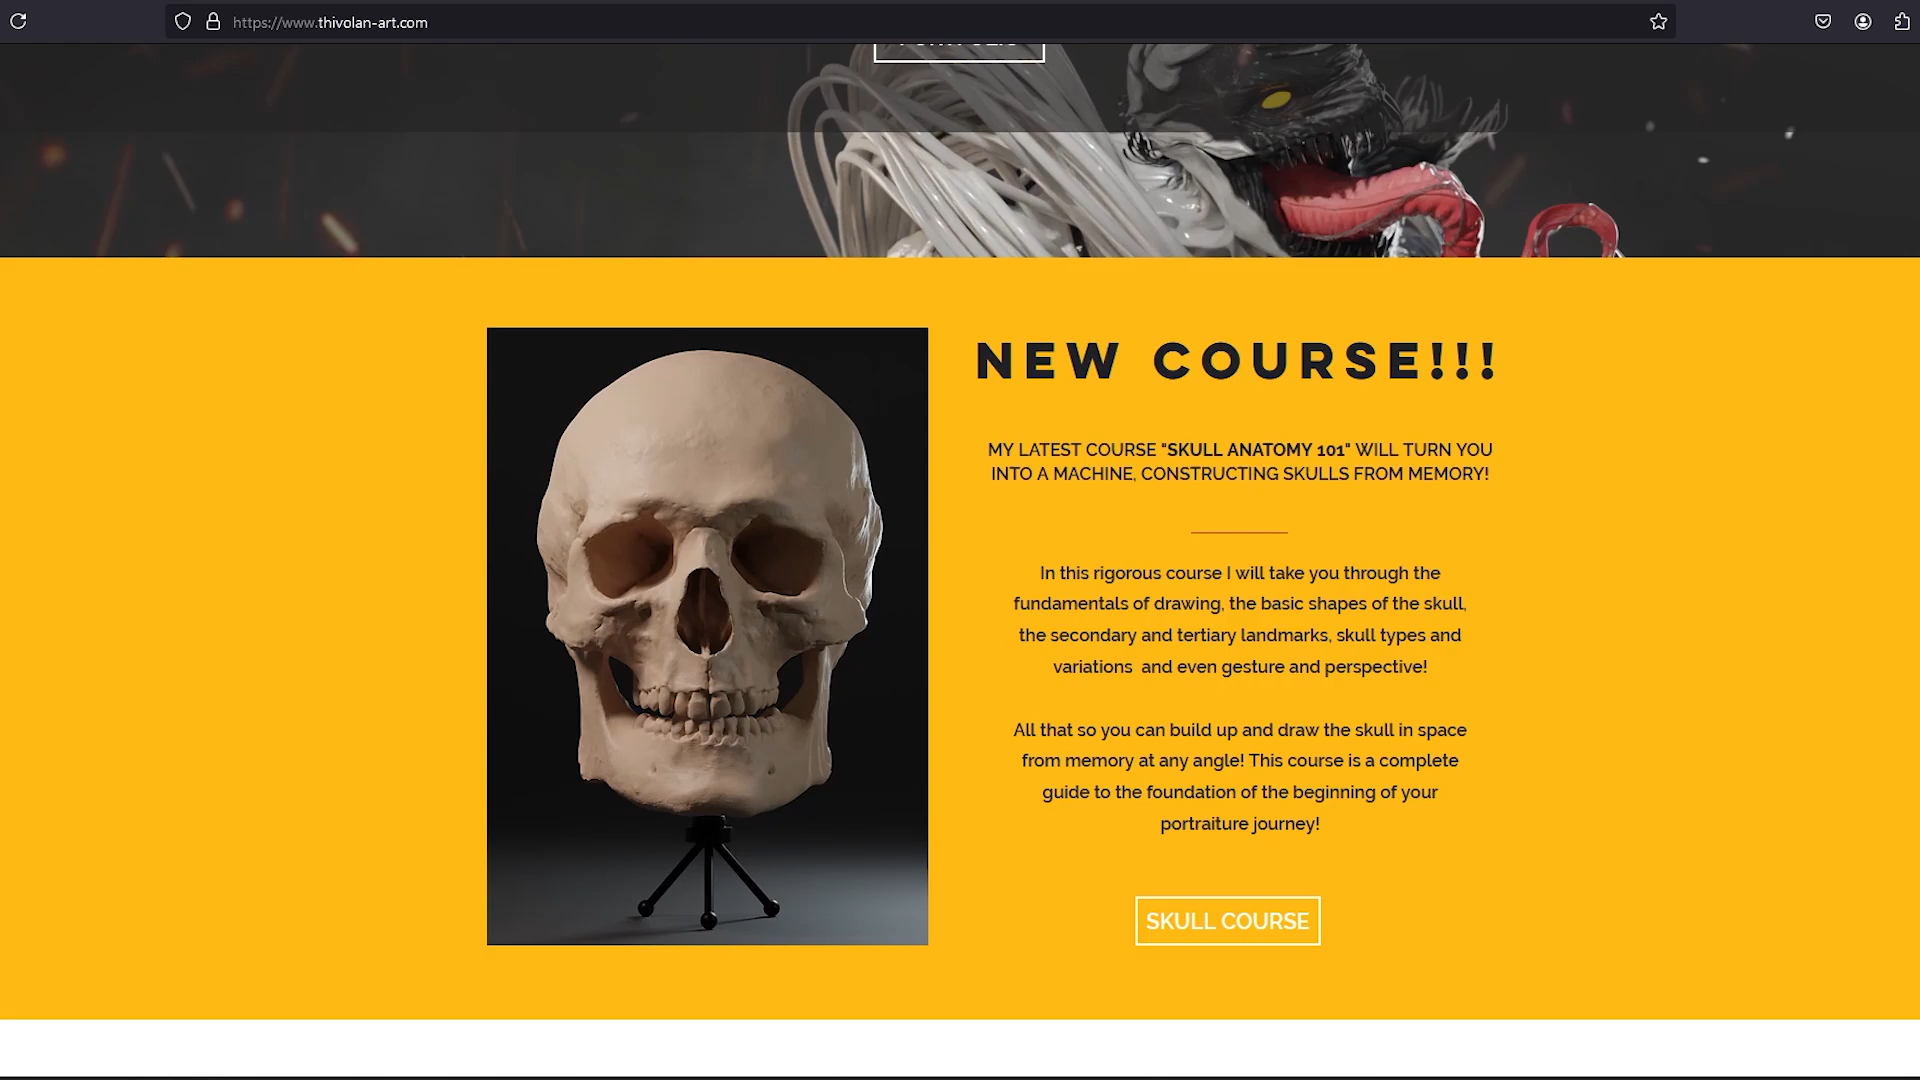 https://www.thivolan-art.com
NEW COURSE!!!
MY LATEST COURSE "SKULL ANATOMY 101" WILL TURN YOU
INTO A MACHINE, CONSTRUCTING SKULLS FROM MEMORY!
In this rigorous course I will take you through the
fundamentals of drawing, the basic shapes of the skull,
the secondary and tertiary landmarks, skull types and
variations  and even gesture and perspective!
All that so you can build up and draw the skull in space
from memory at any angle! This course is a complete
guide to the foundation of the beginning of your
portraiture journey!
SKULL COURSE